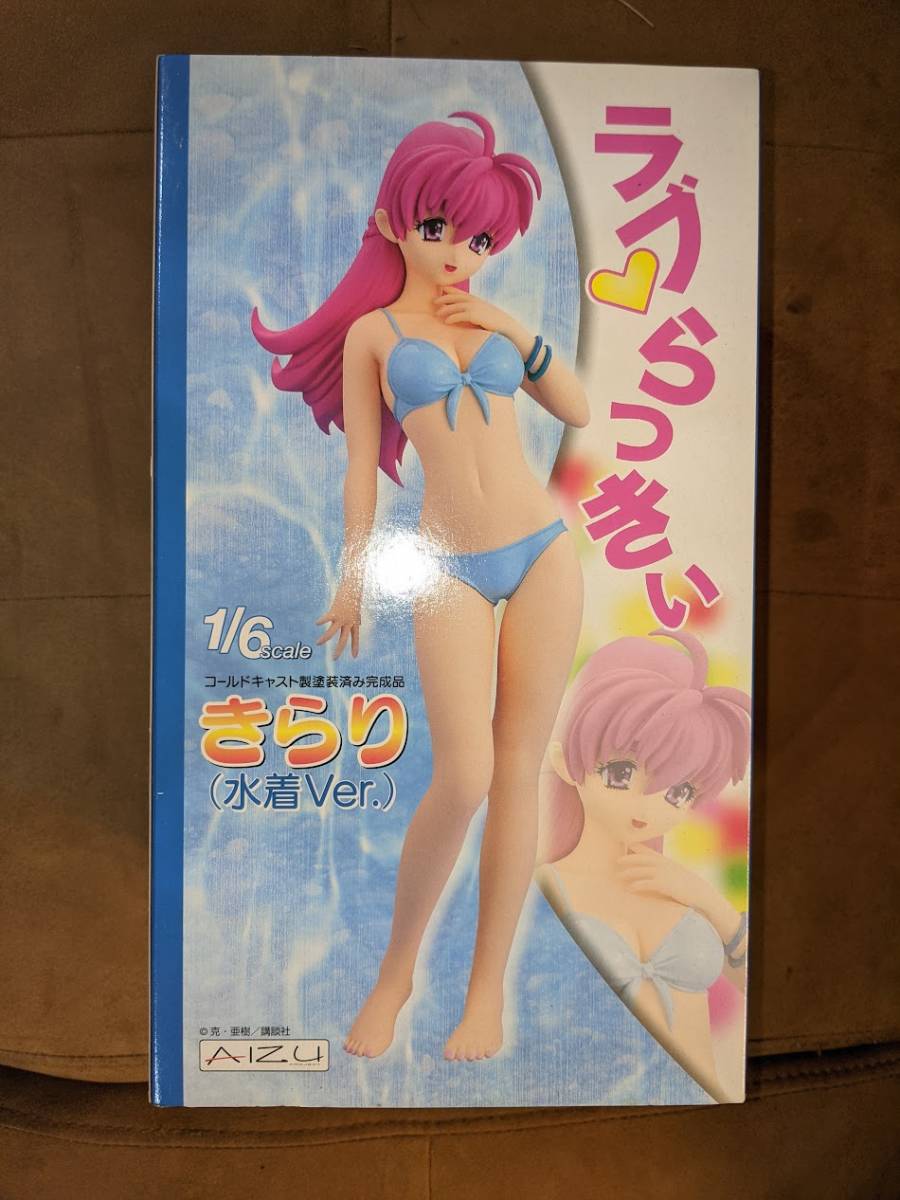 ラブ♡らっきぃ
1/6 scale
コールドキャスト製塗装済み完成品
きらり
(水着Ver.)
© 克・亜樹/講談社
AIZU